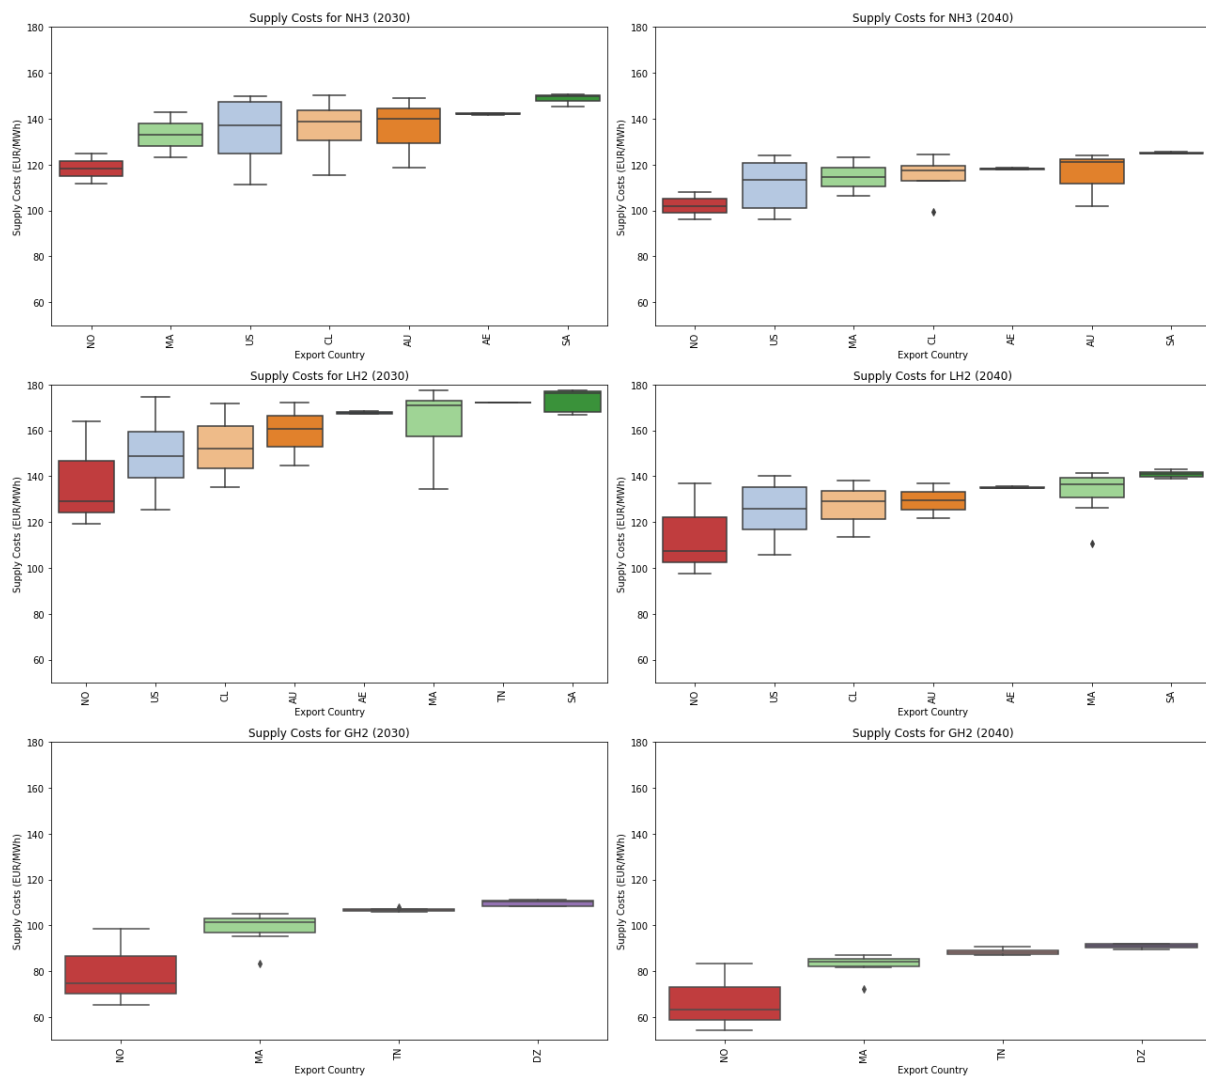 Supply Costs for NH3 (2030)
180
160
140
120
100
80
60
Supply Costs (EUR/MWh)
NO MA US CL AU AE SA
Export Country
Supply Costs for NH3 (2040)
180
160
140
120
100
80
60
Supply Costs (EUR/MWh)
NO US MA CL AE AU SA
Export Country
Supply Costs for LH2 (2030)
180
160
140
120
100
80
60
Supply Costs (EUR/MWh)
NO US CL AU AE MA TN SA
Export Country
Supply Costs for LH2 (2040)
180
160
140
120
100
80
60
Supply Costs (EUR/MWh)
NO US CL AU AE MA SA
Export Country
Supply Costs for GH2 (2030)
180
160
140
120
100
80
60
Supply Costs (EUR/MWh)
NO MA TN DZ
Export Country
Supply Costs for GH2 (2040)
180
160
140
120
100
80
60
Supply Costs (EUR/MWh)
NO MA TN DZ
Export Country